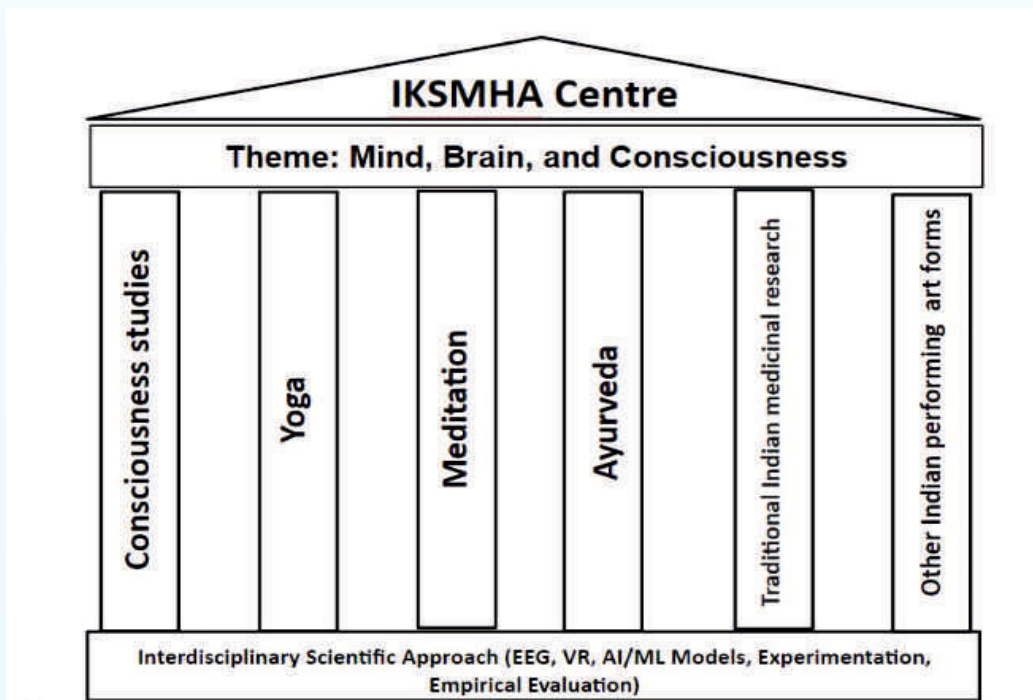 IKSMHA Centre
Theme: Mind, Brain, and Consciousness
Consciousness studies
Yoga
Meditation
Ayurveda
Traditional Indian medicinal research
Other Indian performing art forms
Interdisciplinary Scientific Approach (EEG, VR, AI/ML Models, Experimentation,
Empirical Evaluation)